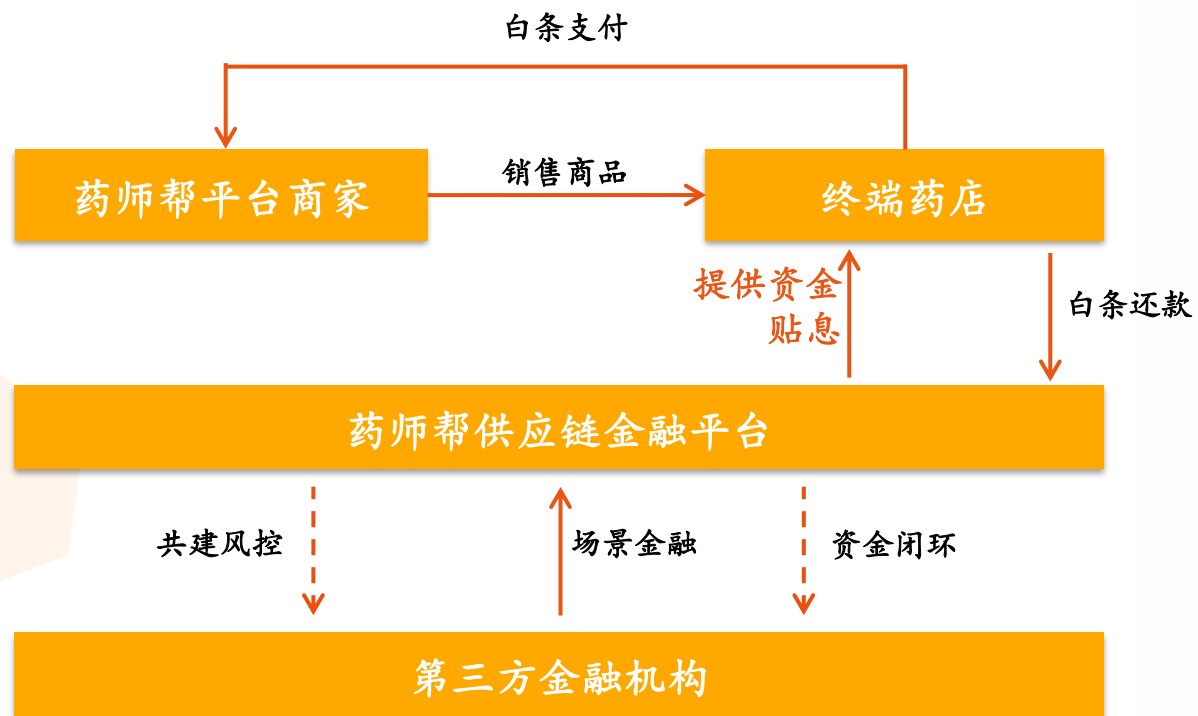 白条支付
药师帮平台商家
销售商品
终端药店
提供资金
贴息
白条还款
药师帮供应链金融平台
共建风控
场景金融
资金闭环
第三方金融机构